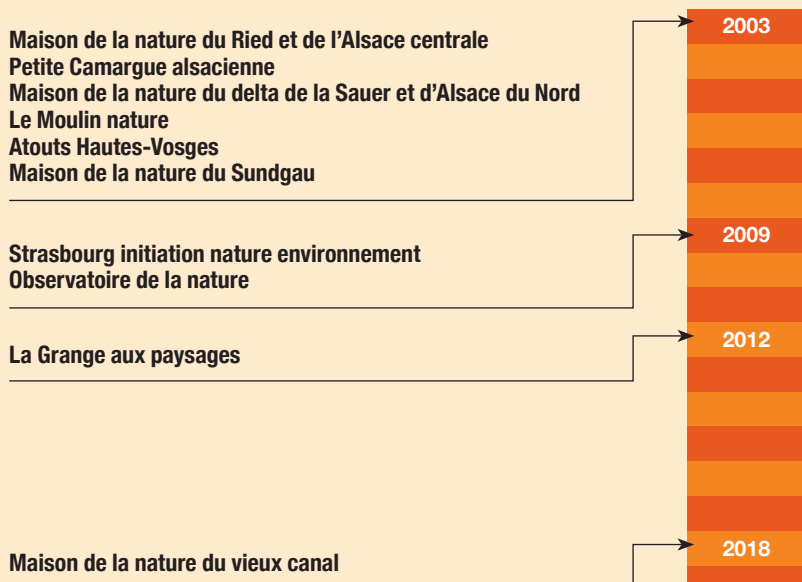 Maison de la nature du Ried et de l'Alsace centrale
Petite Camargue alsacienne
Maison de la nature du delta de la Sauer et d'Alsace du Nord
Le Moulin nature
Atouts Hautes-Vosges
Maison de la nature du Sundgau
2003
Strasbourg initiation nature environnement
Observatoire de la nature
2009
La Grange aux paysages
2012
Maison de la nature du vieux canal
2018